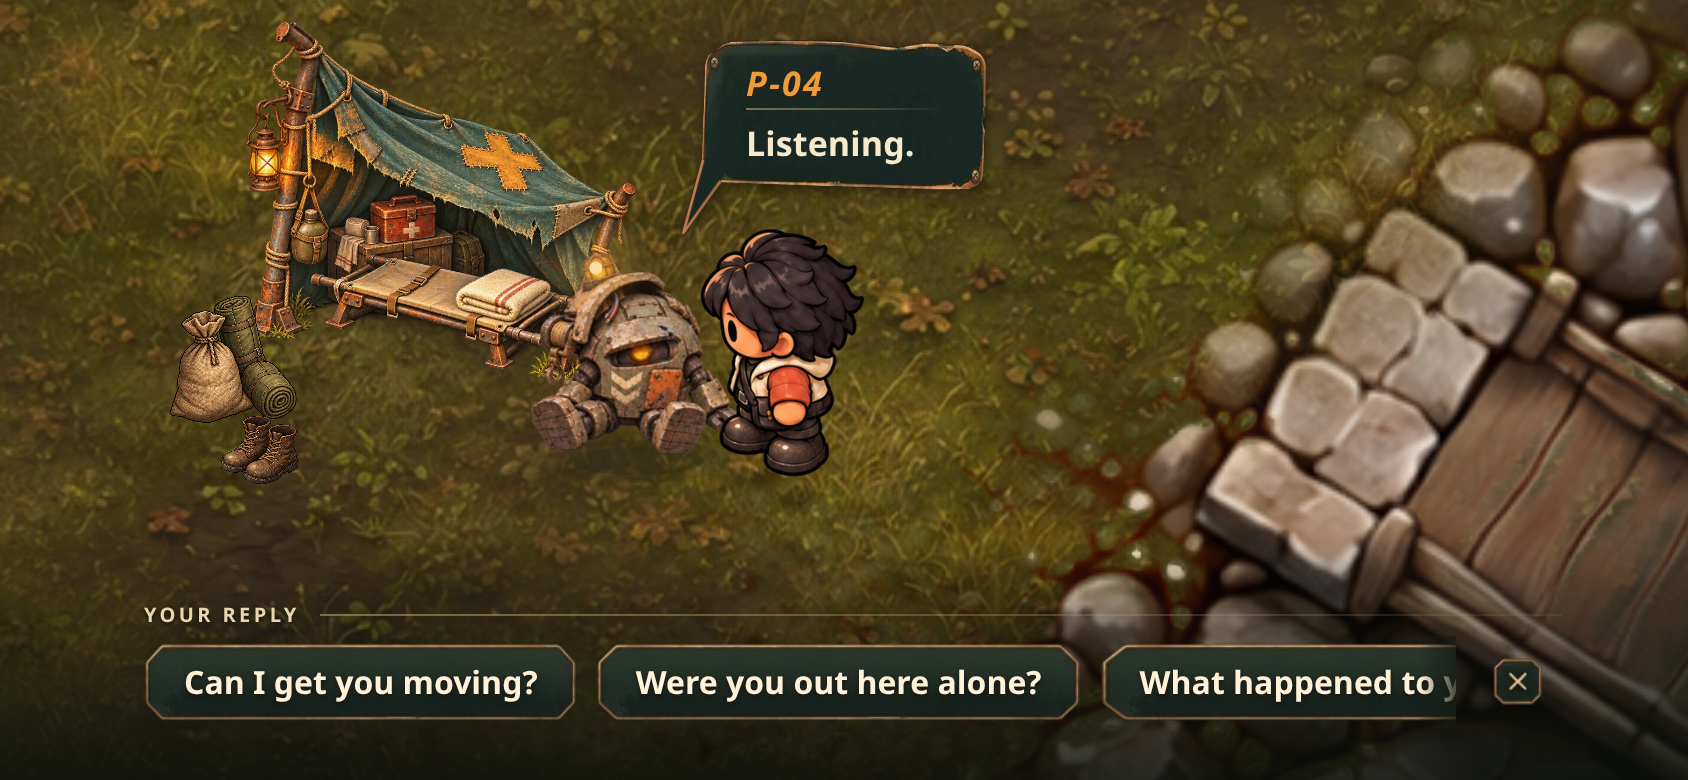 P-04
Listening.
YOUR REPLY
Can I get you moving?
Were you out here alone?
What happened to